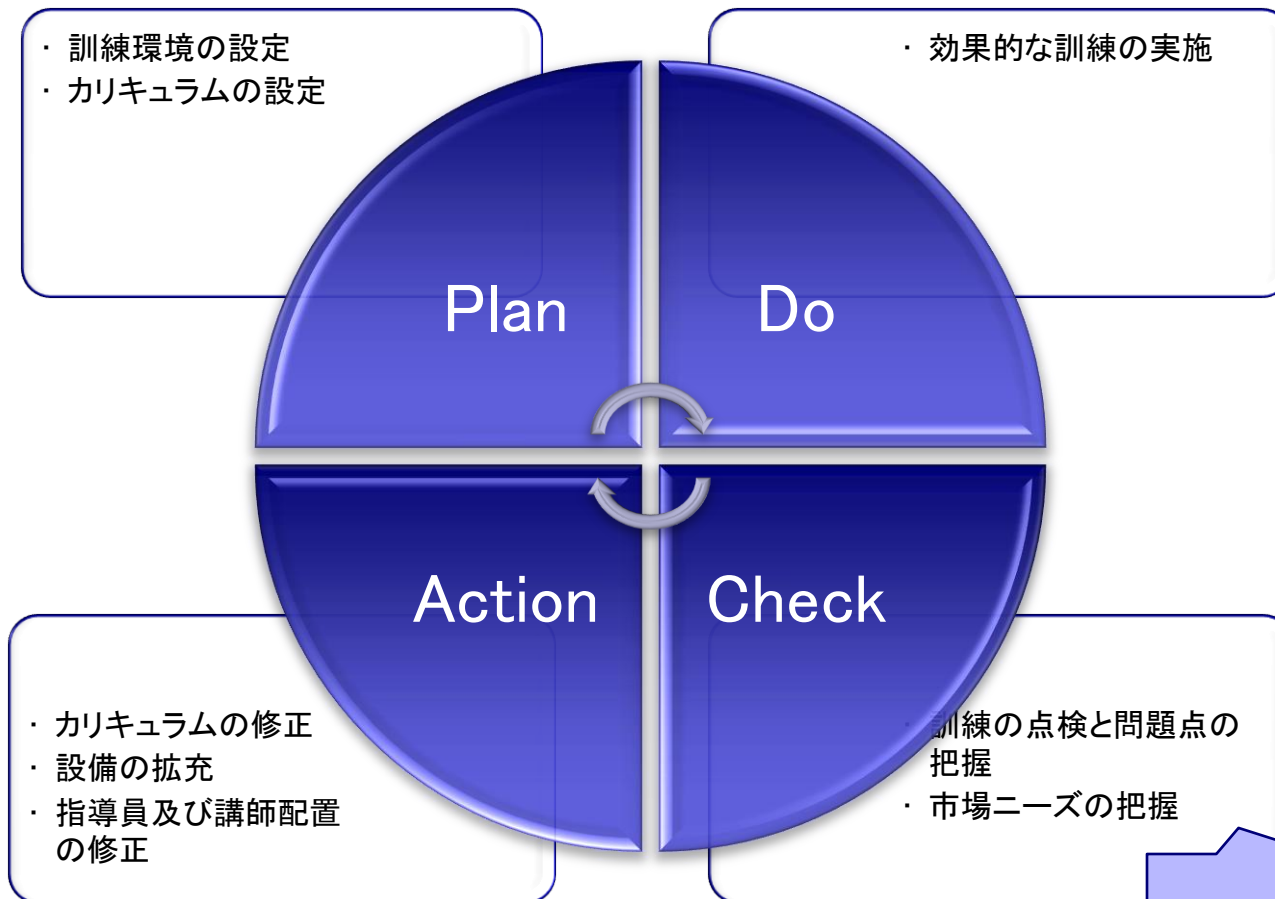 · 訓練環境の設定
· カリキュラムの設定
· 効果的な訓練の実施
Plan
Do
Action
Check
· カリキュラムの修正
· 設備の拡充
· 指導員及び講師配置
の修正
· 訓練の点検と問題点の
把握
· 市場ニーズの把握